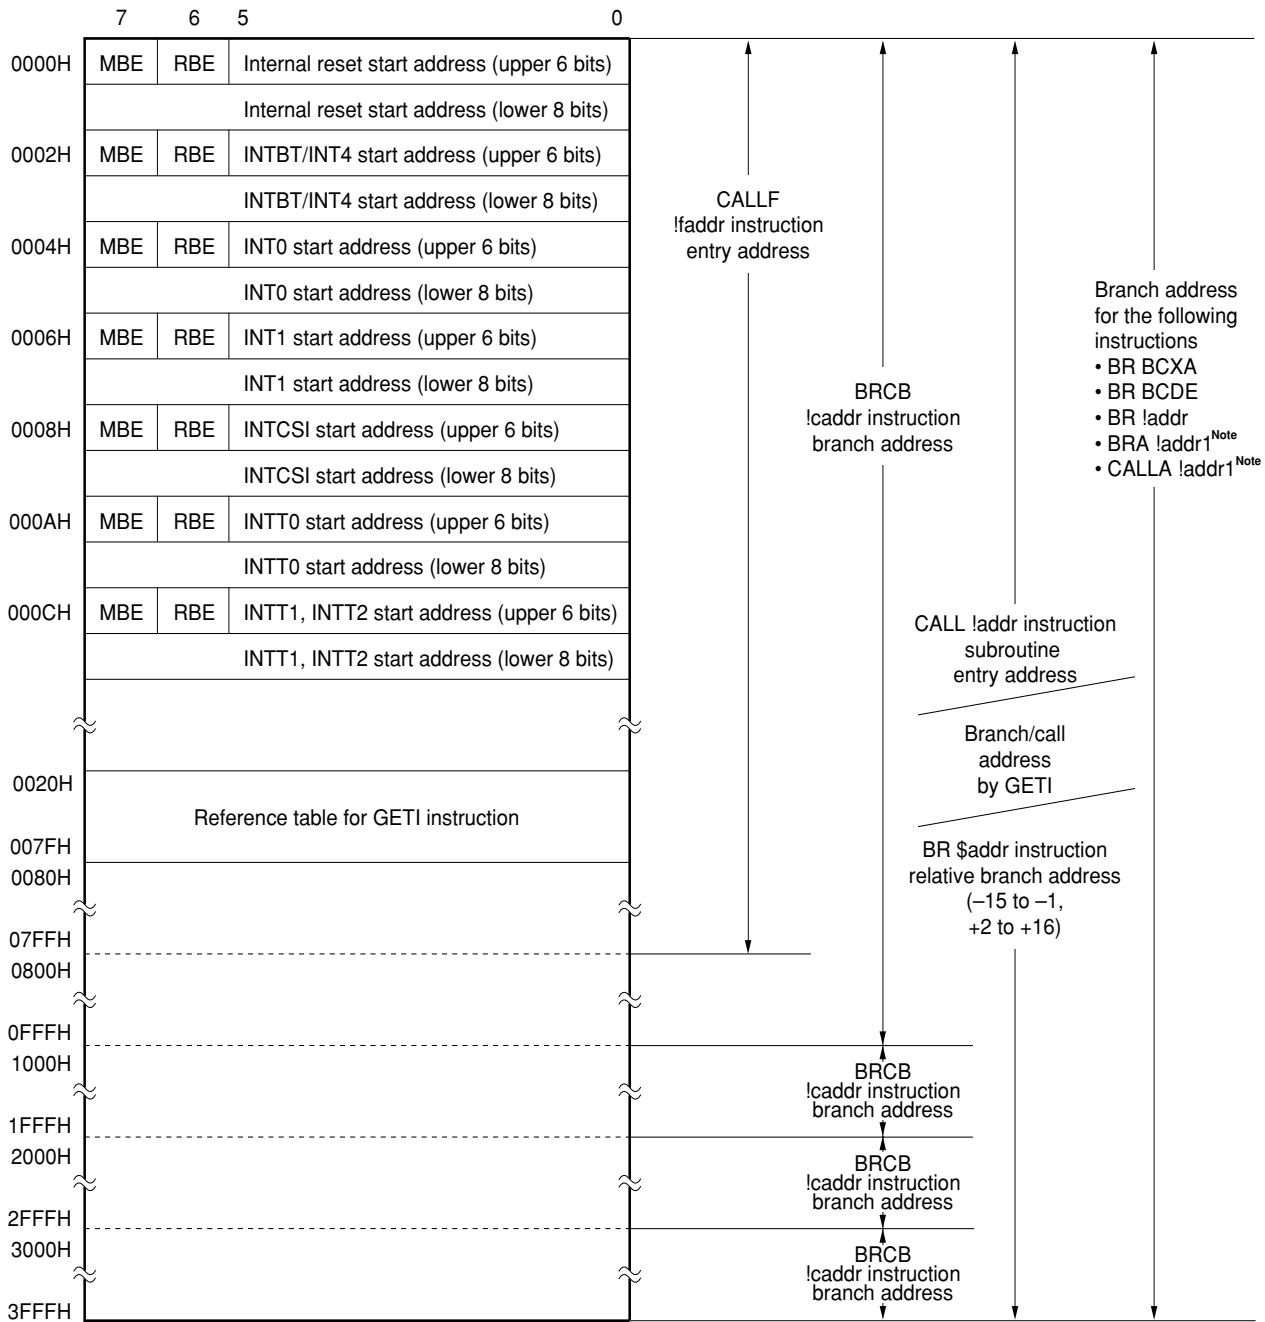 7 6 5 0
0000H MBE RBE Internal reset start address (upper 6 bits)
Internal reset start address (lower 8 bits)
0002H MBE RBE INTBT/INT4 start address (upper 6 bits)
INTBT/INT4 start address (lower 8 bits)
0004H MBE RBE INT0 start address (upper 6 bits)
INT0 start address (lower 8 bits)
0006H MBE RBE INT1 start address (upper 6 bits)
INT1 start address (lower 8 bits)
0008H MBE RBE INTCSI start address (upper 6 bits)
INTCSI start address (lower 8 bits)
000AH MBE RBE INTT0 start address (upper 6 bits)
INTT0 start address (lower 8 bits)
000CH MBE RBE INTT1, INTT2 start address (upper 6 bits)
INTT1, INTT2 start address (lower 8 bits)
0020H
Reference table for GETI instruction
007FH
0080H
07FFH
0800H
0FFFH
1000H
1FFFH
2000H
2FFFH
3000H
3FFFH
CALLF
!faddr instruction
entry address
BRCB
!caddr instruction
branch address
BRCB
!caddr instruction
branch address
BRCB
!caddr instruction
branch address
BRCB
!caddr instruction
branch address
CALL !addr instruction
subroutine
entry address
Branch/call
address
by GETI
BR $addr instruction
relative branch address
(–15 to –1,
+2 to +16)
Branch address
for the following
instructions
• BR BCXA
• BR BCDE
• BR !addr
• BRA !addr1Note
• CALLA !addr1Note